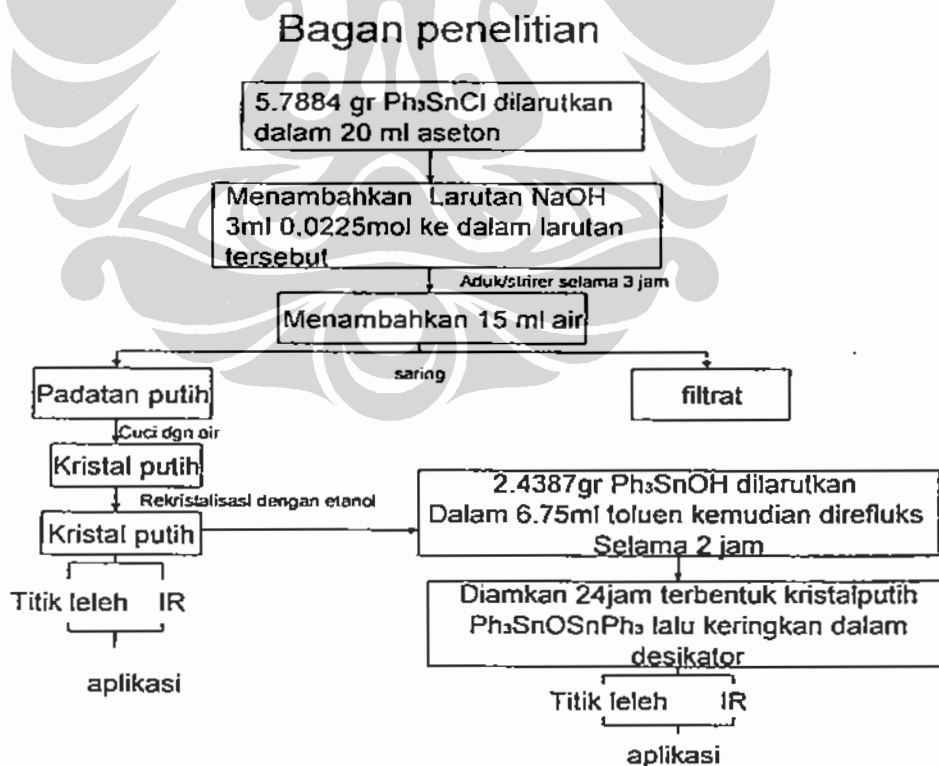 Bagan penelitian
5.7884 gr Ph₃SnCl dilarutkan
dalam 20 ml aseton
Menambahkan Larutan NaOH
3ml 0.0225mol ke dalam larutan
tersebut
Aduk/strirer selama 3 jam
Menambahkan 15 ml air
saring
Padatan putih
filtrat
Cuci dgn air
Kristal putih
Rekristalisasi dengan etanol
Kristal putih
2.4387gr Ph₃SnOH dilarutkan
Dalam 6.75ml toluen kemudian direfluks
Selama 2 jam
Titik leleh IR
aplikasi
Diamkan 24jam terbentuk kristalputih
Ph₃SnOSnPh₃ lalu keringkan dalam
desikator
Titik leleh IR
aplikasi